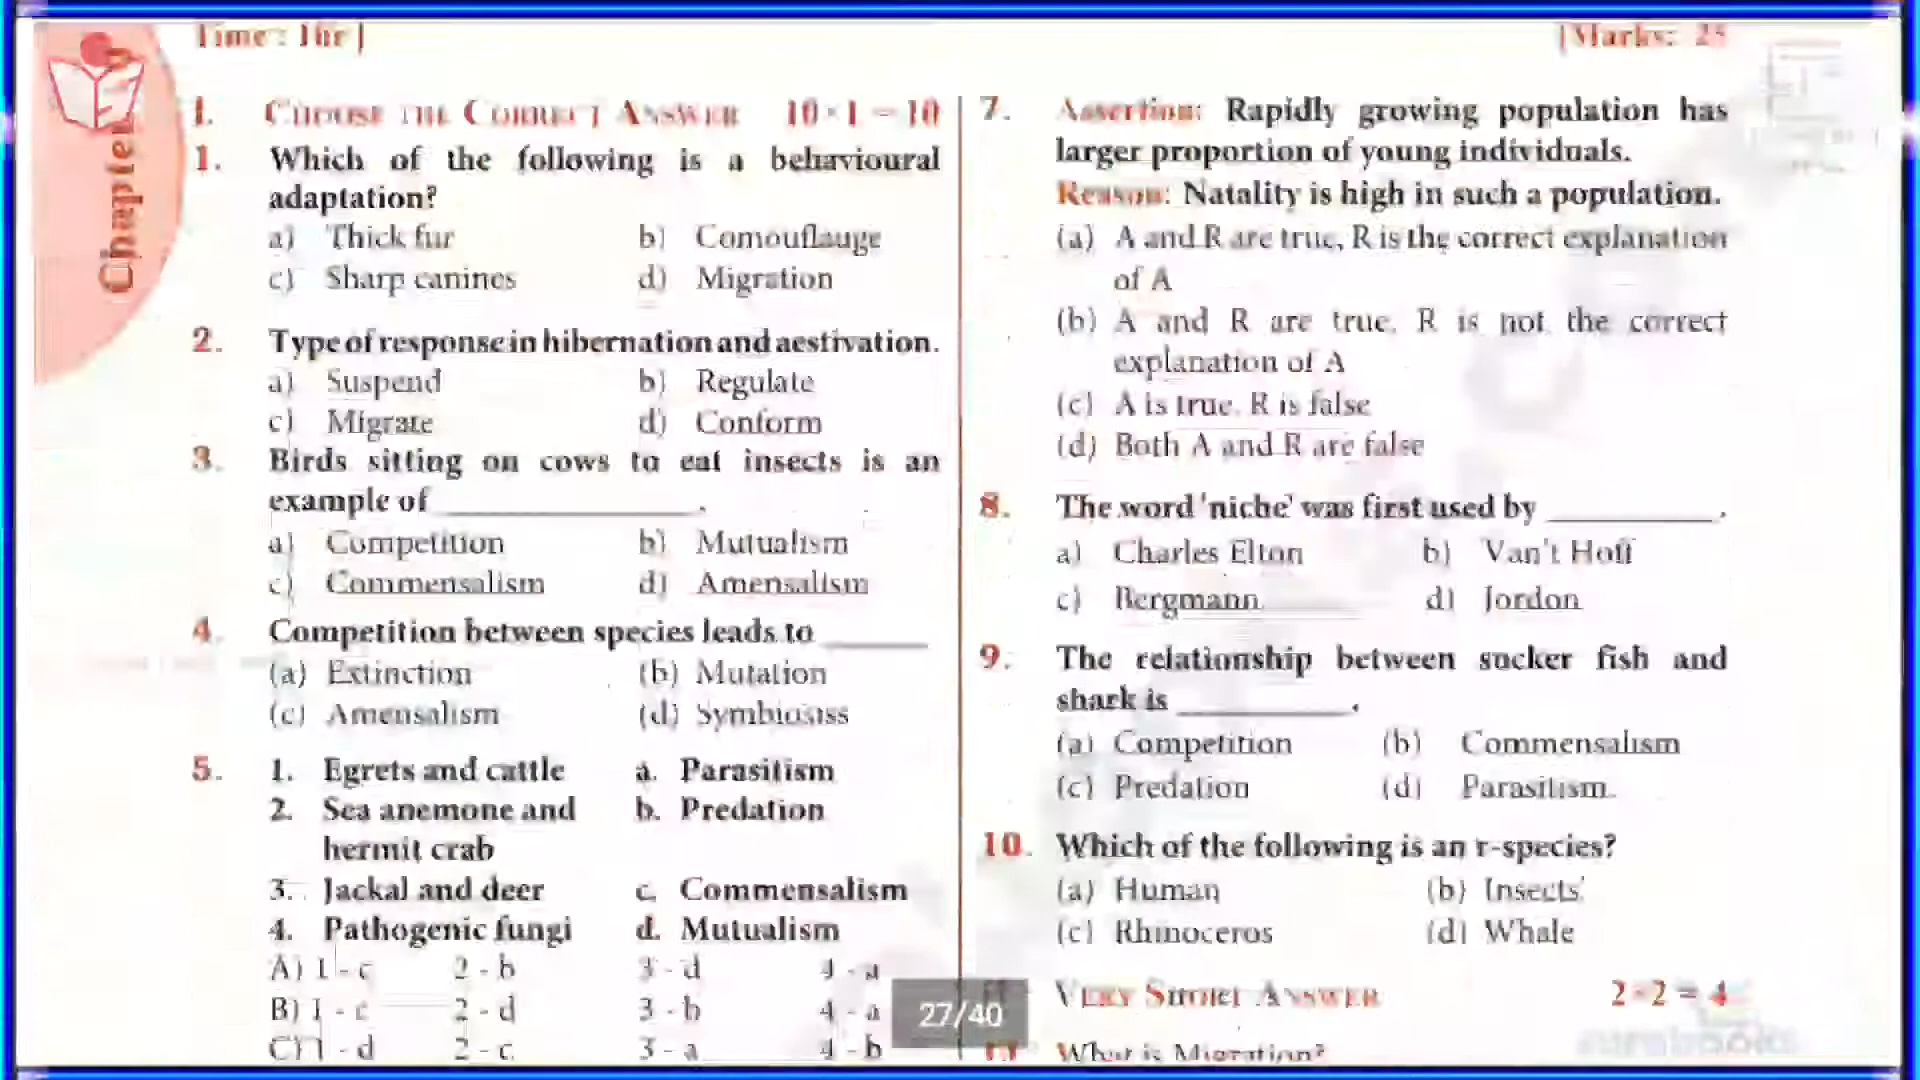 Time : 1hr ]
[Marks: 25
Chapter
I. CHOOSE THE CORRECT ANSWER 10×1 = 10
1. Which of the following is a behavioural
adaptation?
a) Thick fur b) Comouflauge
c) Sharp canines d) Migration
2. Type of response in hibernation and aestivation.
a) Suspend b) Regulate
c) Migrate d) Conform
3. Birds sitting on cows to eat insects is an
example of ____________.
a) Competition b) Mutualism
c) Commensalism d) Amensalism
4. Competition between species leads to ______
(a) Extinction (b) Mutation
(c) Amensalism (d) Symbiosiss
5. 1. Egrets and cattle a. Parasitism
2. Sea anemone and b. Predation
hermit crab
3. Jackal and deer c. Commensalism
4. Pathogenic fungi d. Mutualism
A) 1 - c 2 - b 3 - d 4 - a
B) 1 - c 2 - d 3 - b 4 - a
C) 1 - d 2 - c 3 - a 4 - b
7. Assertion: Rapidly growing population has
larger proportion of young individuals.
Reason: Natality is high in such a population.
(a) A and R are true, R is the correct explanation
of A
(b) A and R are true, R is not the correct
explanation of A
(c) A is true, R is false
(d) Both A and R are false
8. The word 'niche' was first used by ________.
a) Charles Elton b) Van't Hoff
c) Bergmann d) Jordon
9. The relationship between sucker fish and
shark is ________.
(a) Competition (b) Commensalism
(c) Predation (d) Parasitism.
10. Which of the following is an r-species?
(a) Human (b) Insects
(c) Rhinoceros (d) Whale
VERY SHORT ANSWER 2×2 = 4
What is Migration?
27/40